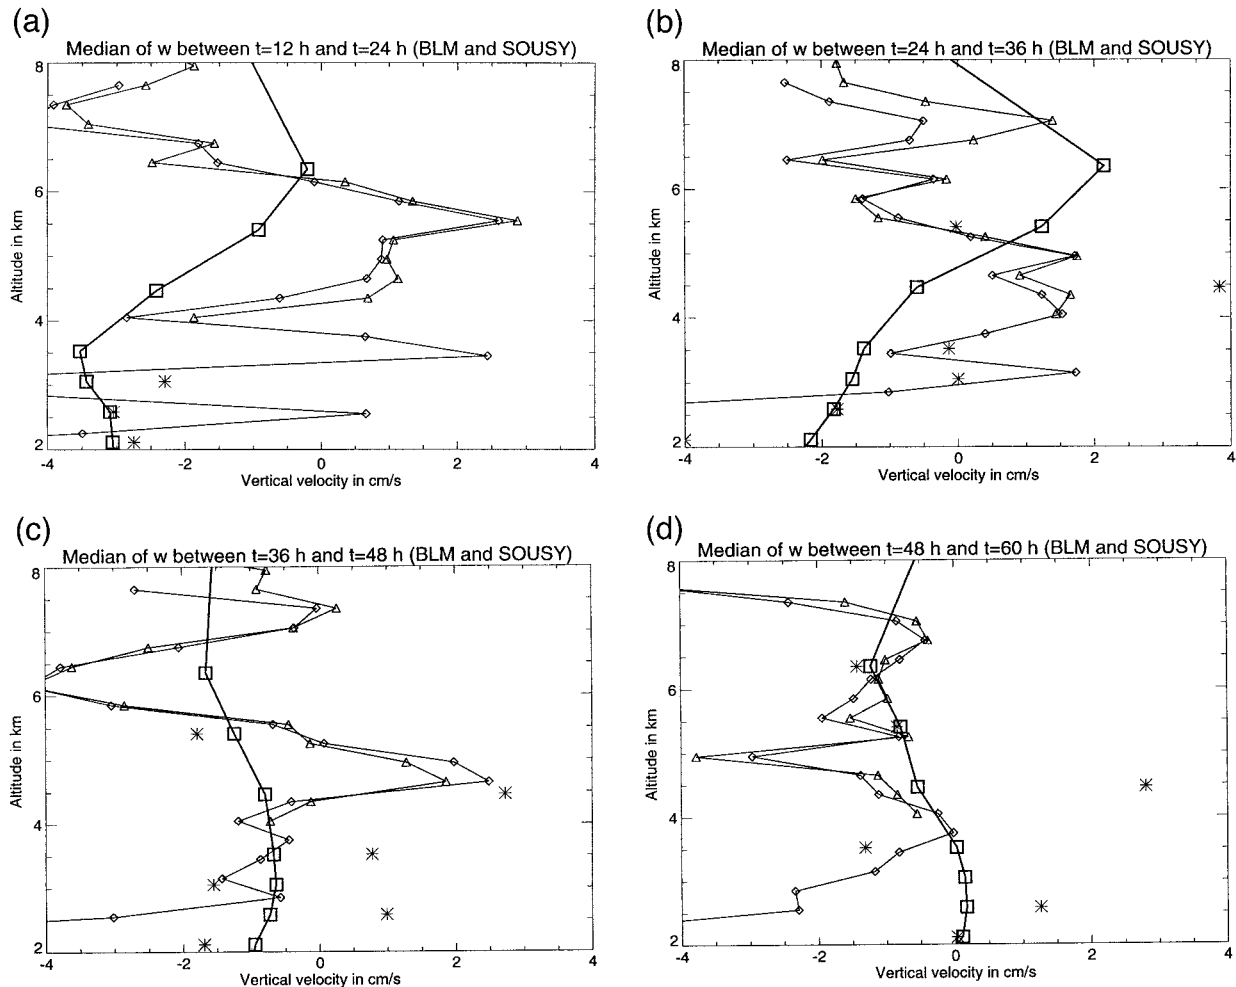 (a)
Median of w between t=12 h and t=24 h (BLM and SOUSY)
8
6
4
2
Altitude in km
-4 -2 0 2 4
Vertical velocity in cm/s
(b)
Median of w between t=24 h and t=36 h (BLM and SOUSY)
8
6
4
2
Altitude in km
-4 -2 0 2 4
Vertical velocity in cm/s
(c)
Median of w between t=36 h and t=48 h (BLM and SOUSY)
8
6
4
2
Altitude in km
-4 -2 0 2 4
Vertical velocity in cm/s
(d)
Median of w between t=48 h and t=60 h (BLM and SOUSY)
8
6
4
2
Altitude in km
-4 -2 0 2 4
Vertical velocity in cm/s